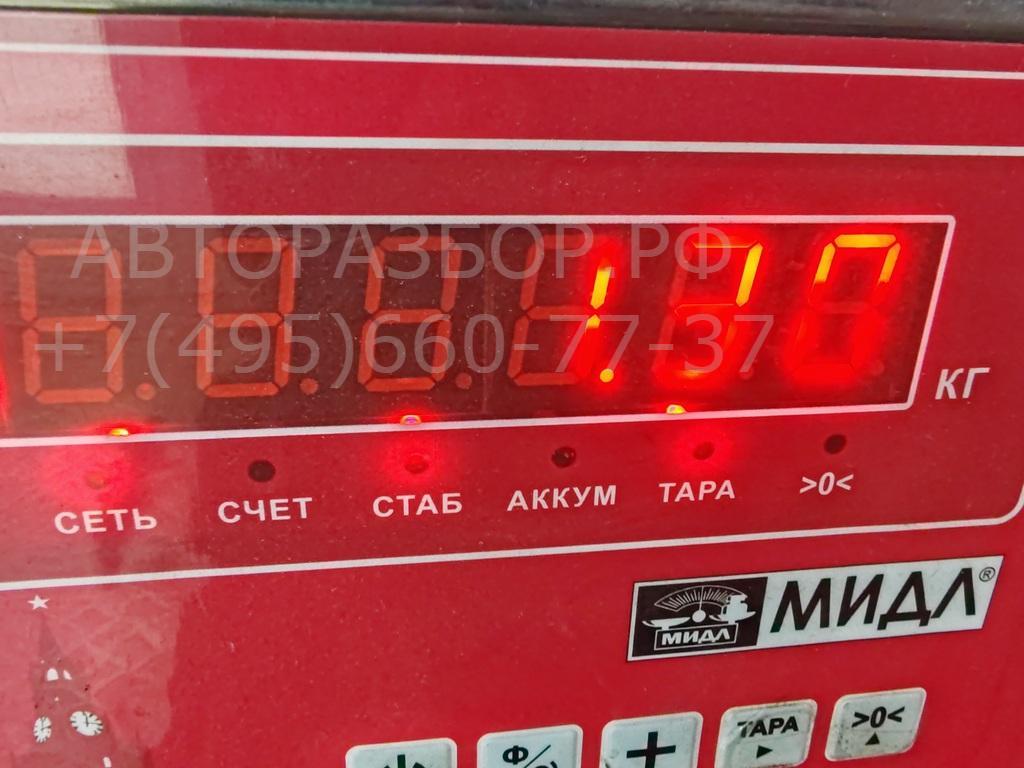 АВТОРАЗБОР.РФ
+7(495)660-77-37
1.30
КГ
СЕТЬ СЧЕТ СТАБ АККУМ ТАРА >0<
МИДЛ МИДЛ®
Ф/ + ТАРА >0<